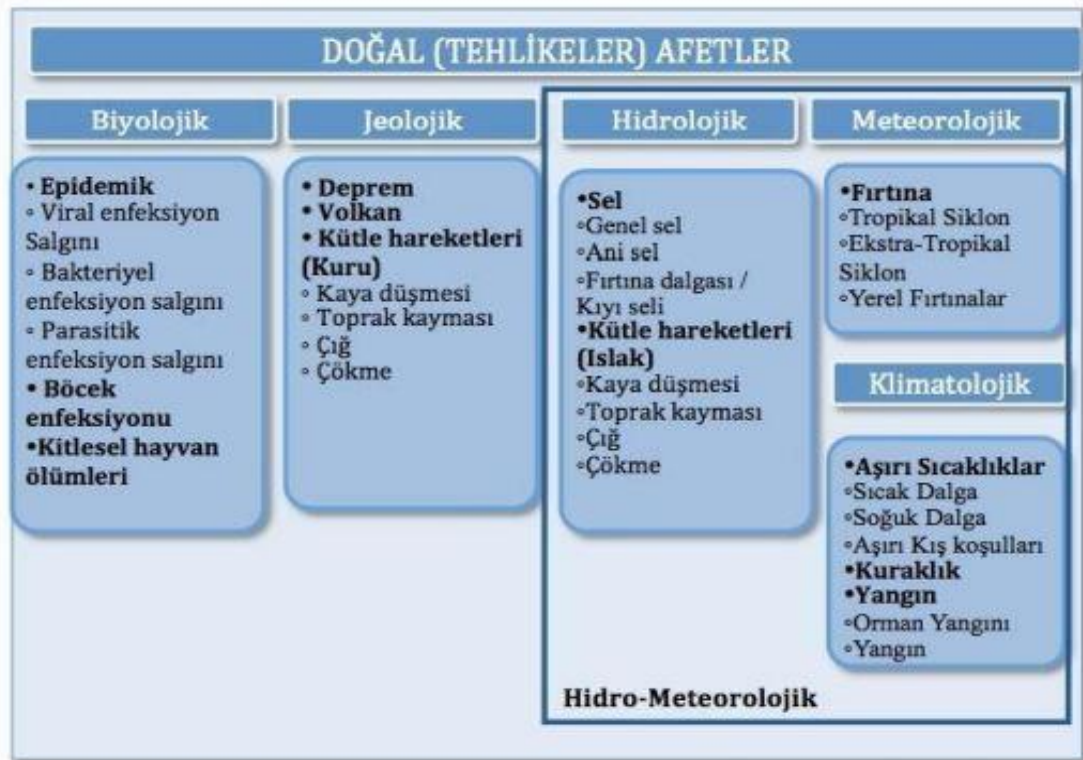 DOĞAL (TEHLİKELER) AFETLER
Biyolojik
• Epidemik
◦ Viral enfeksiyon
Salgını
◦ Bakteriyel
enfeksiyon salgını
◦ Parasitik
enfeksiyon salgını
• Böcek
enfeksiyonu
•Kitlesel hayvan
ölümleri
Jeolojik
• Deprem
• Volkan
• Kütle hareketleri
(Kuru)
◦ Kaya düşmesi
◦ Toprak kayması
◦ Çığ
◦ Çökme
Hidrolojik
•Sel
◦Genel sel
◦Ani sel
◦Fırtına dalgası /
Kıyı seli
•Kütle hareketleri
(Islak)
◦Kaya düşmesi
◦Toprak kayması
◦Çığ
◦Çökme
Meteorolojik
•Fırtına
◦Tropikal Siklon
◦Ekstra-Tropikal
Siklon
◦Yerel Fırtınalar
Klimatolojik
•Aşırı Sıcaklıklar
◦Sıcak Dalga
◦Soğuk Dalga
◦Aşırı Kış koşulları
•Kuraklık
•Yangın
◦Orman Yangını
◦Yangın
Hidro-Meteorolojik